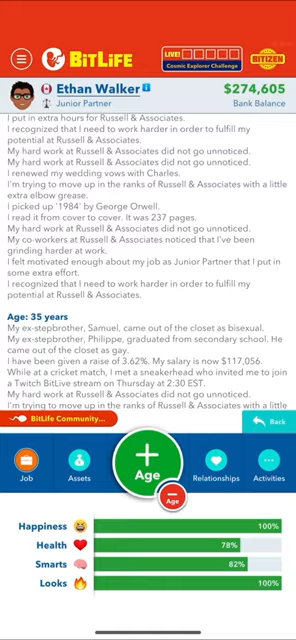 BitLife
LIVE!
Cosmic Explorer Challenge
BITIZEN
Ethan Walker i
$274,605
Junior Partner
Bank Balance
I put in extra hours for Russell & Associates.
I recognized that I need to work harder in order to fulfill my
potential at Russell & Associates.
My hard work at Russell & Associates did not go unnoticed.
My hard work at Russell & Associates did not go unnoticed.
I renewed my wedding vows with Charles.
I'm trying to move up in the ranks of Russell & Associates with a little
extra elbow grease.
I picked up '1984' by George Orwell.
I read it from cover to cover. It was 237 pages.
My hard work at Russell & Associates did not go unnoticed.
My co-workers at Russell & Associates noticed that I've been
grinding harder at work.
I felt motivated enough about my job as Junior Partner that I put in
some extra effort.
I recognized that I need to work harder in order to fulfill my
potential at Russell & Associates.
Age: 35 years
My ex-stepbrother, Samuel, came out of the closet as bisexual.
My ex-stepbrother, Philippe, graduated from secondary school. He
came out of the closet as gay.
I have been given a raise of 3.62%. My salary is now $117,056.
While at a cricket match, I met a sneakerhead who invited me to join
a Twitch BitLive stream on Thursday at 2:30 EST.
My hard work at Russell & Associates did not go unnoticed.
I'm trying to move up in the ranks of Russell & Associates with a little
BitLife Community...
Back
Job
Assets
Age
Age
Relationships
Activities
Happiness
100%
Health
78%
Smarts
82%
Looks
100%